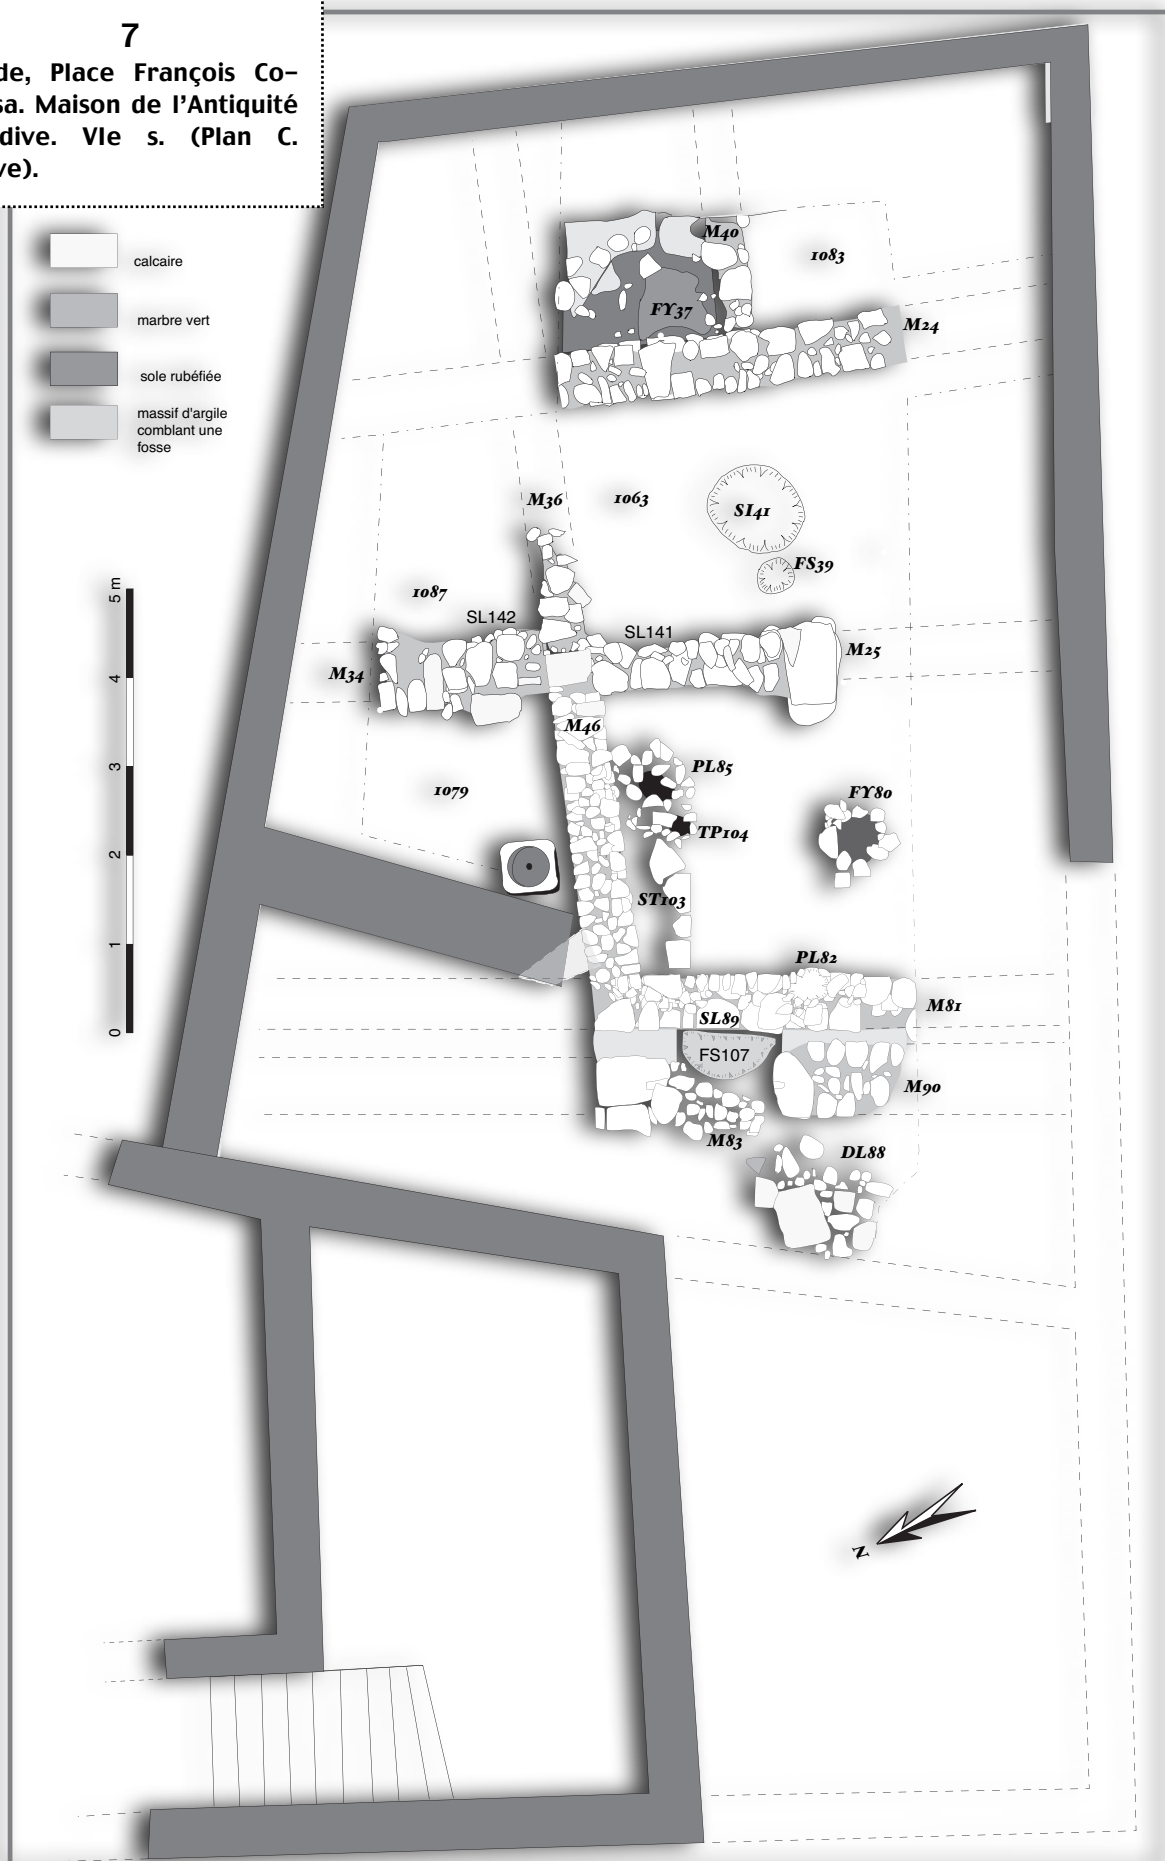 7
de, Place François Co-
sa. Maison de l'Antiquité
dive. VIe s. (Plan C.
ve).
calcaire
marbre vert
sole rubéfiée
massif d'argile
comblant une
fosse
M40
1083
FY37
M24
M36
1063
SI41
FS39
1087
SL142
SL141
M25
M34
M46
PL85
1079
FY80
TP104
ST103
PL82
M81
SL89
FS107
M90
M83
DL88
5 m
4
3
2
1
0
N